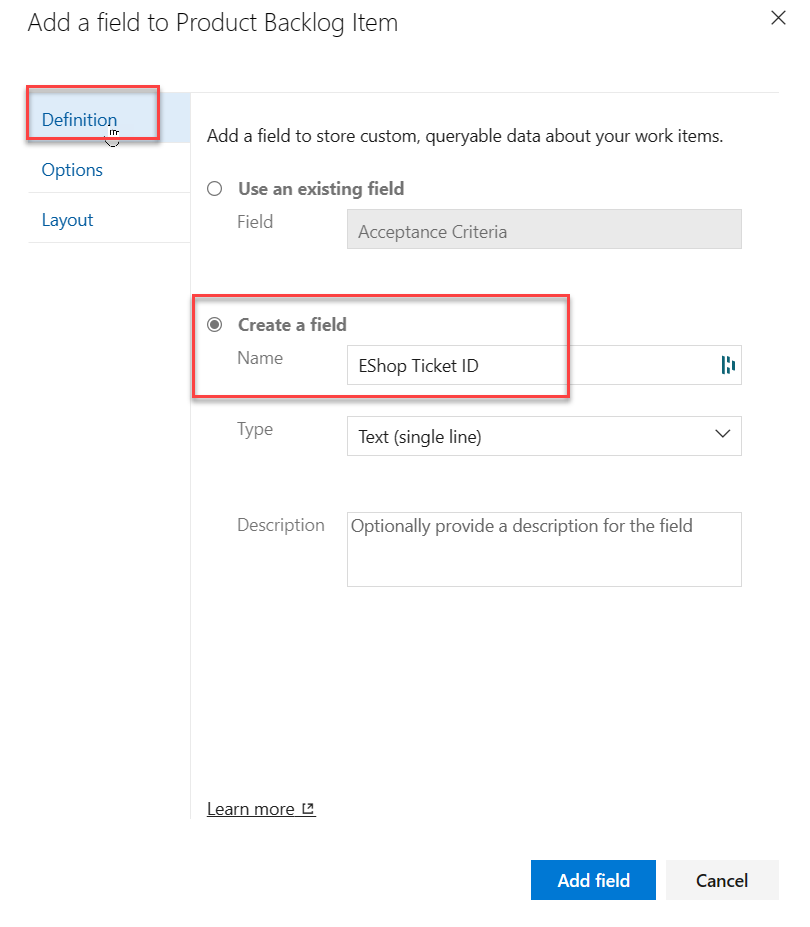 Add a field to Product Backlog Item
Definition
Options
Layout
Add a field to store custom, queryable data about your work items.
Use an existing field
Field
Acceptance Criteria
Create a field
Name
EShop Ticket ID
Type
Text (single line)
Description
Optionally provide a description for the field
Learn more
Add field
Cancel